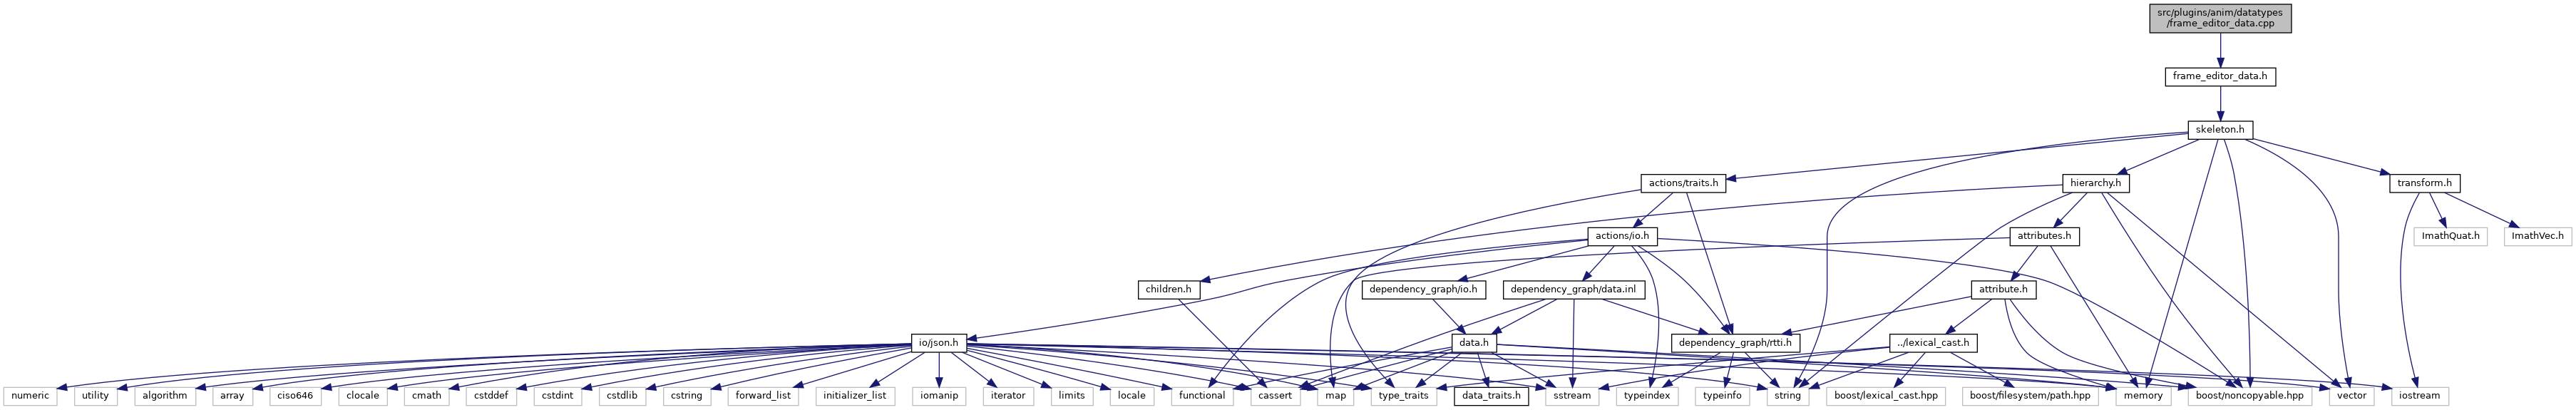 src/plugins/anim/datatypes
/frame_editor_data.cpp
frame_editor_data.h
skeleton.h
actions/traits.h
hierarchy.h
transform.h
actions/io.h
attributes.h
ImathQuat.h
ImathVec.h
children.h
dependency_graph/io.h
dependency_graph/data.inl
attribute.h
io/json.h
data.h
dependency_graph/rtti.h
../lexical_cast.h
numeric
utility
algorithm
array
ciso646
clocale
cmath
cstddef
cstdint
cstdlib
cstring
forward_list
initializer_list
iomanip
iterator
limits
locale
functional
cassert
map
type_traits
data_traits.h
sstream
typeindex
typeinfo
string
boost/lexical_cast.hpp
boost/filesystem/path.hpp
memory
boost/noncopyable.hpp
vector
iostream